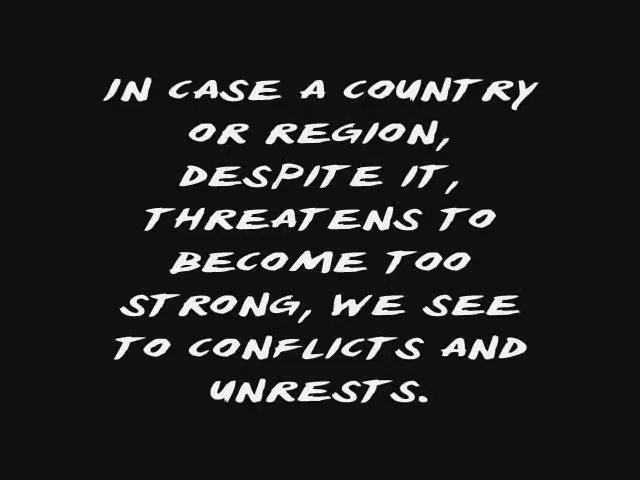 IN CASE A COUNTRY
OR REGION,
DESPITE IT,
THREATENS TO
BECOME TOO
STRONG, WE SEE
TO CONFLICTS AND
UNRESTS.